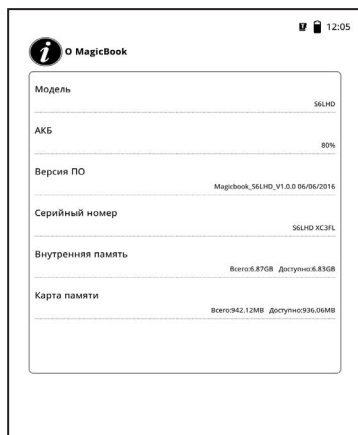 12:05
О MagicBook
Модель
S6LHD
АКБ
80%
Версия ПО
Magicbook_S6LHD_V1.0.0 06/06/2016
Серийный номер
S6LHD XC3FL
Внутренняя память
Всего:6.87GB Доступно:6.83GB
Карта памяти
Всего:942.12MB Доступно:936.06MB